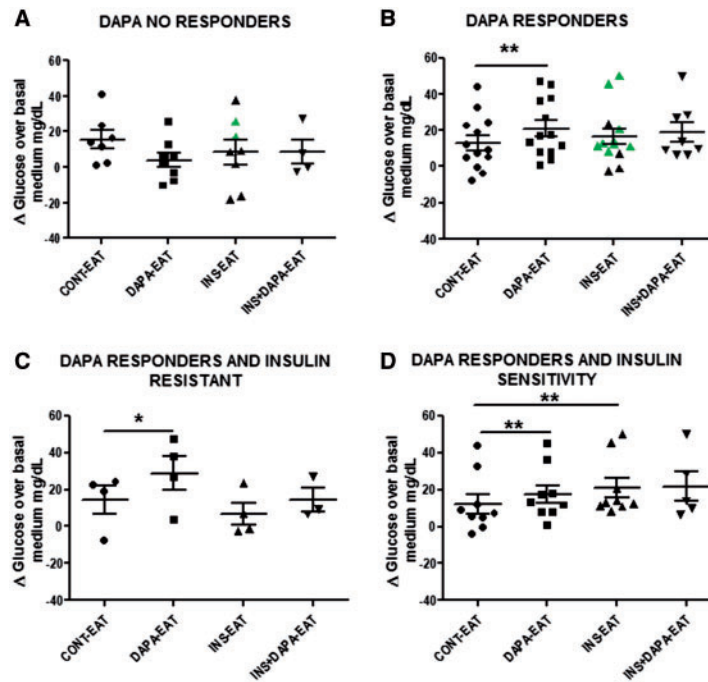 A
DAPA NO RESPONDERS
Δ Glucose over basal
medium mg/dL
60
40
20
0
-20
-40
CONT-EAT
DAPA-EAT
INS-EAT
INS+DAPA-EAT
B
DAPA RESPONDERS
Δ Glucose over basal
medium mg/dL
60
40
20
0
-20
-40
**
CONT-EAT
DAPA-EAT
INS-EAT
INS+DAPA-EAT
C
DAPA RESPONDERS AND INSULIN
RESISTANT
Δ Glucose over basal
medium mg/dL
60
40
20
0
-20
-40
*
CONT-EAT
DAPA-EAT
INS-EAT
INS+DAPA-EAT
D
DAPA RESPONDERS AND INSULIN
SENSITIVITY
Δ Glucose over basal
medium mg/dL
60
40
20
0
-20
-40
**
**
CONT-EAT
DAPA-EAT
INS-EAT
INS+DAPA-EAT